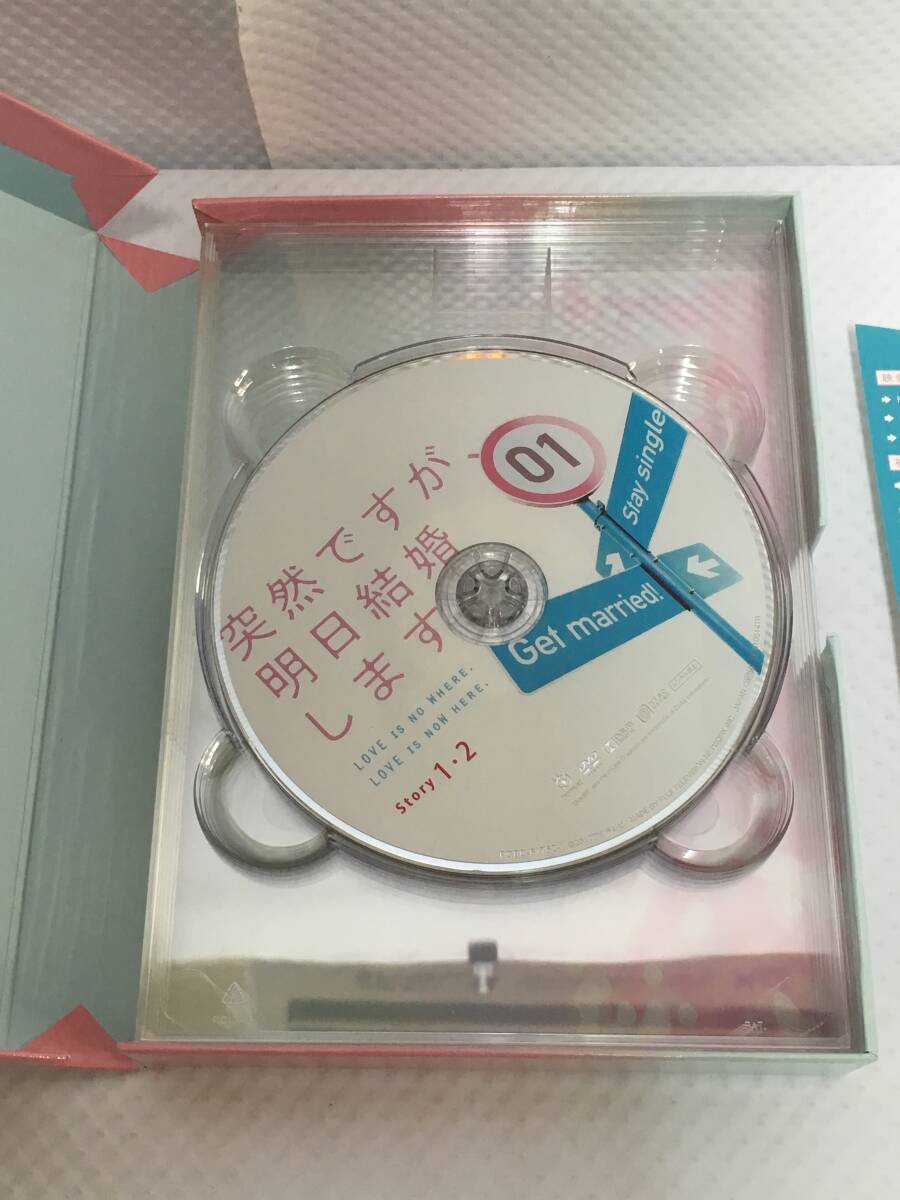 突然ですが、
明日結婚
します
LOVE IS NO WHERE.
LOVE IS NOW HERE.
Story 1・2
01
Stay single
Get married!
DVD